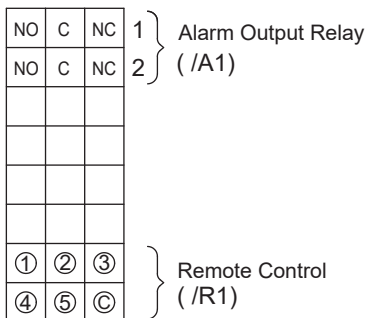 NO C NC 1
NO C NC 2
Alarm Output Relay
( /A1)
① ② ③
④ ⑤ Ⓒ
Remote Control
( /R1)